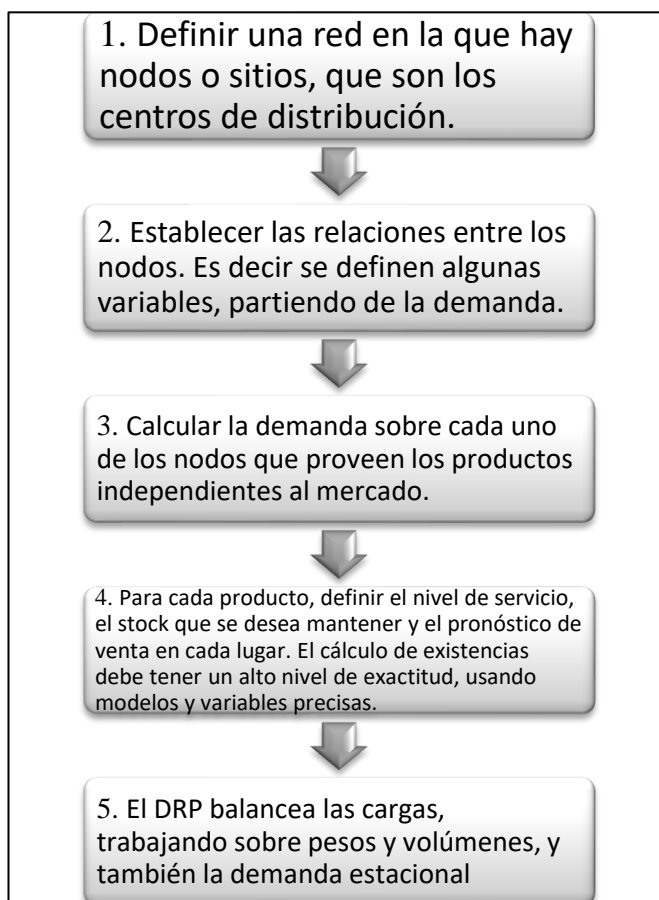 1. Definir una red en la que hay
nodos o sitios, que son los
centros de distribución.
2. Establecer las relaciones entre los
nodos. Es decir se definen algunas
variables, partiendo de la demanda.
3. Calcular la demanda sobre cada uno
de los nodos que proveen los productos
independientes al mercado.
4. Para cada producto, definir el nivel de servicio,
el stock que se desea mantener y el pronóstico de
venta en cada lugar. El cálculo de existencias
debe tener un alto nivel de exactitud, usando
modelos y variables precisas.
5. El DRP balancea las cargas,
trabajando sobre pesos y volúmenes, y
también la demanda estacional